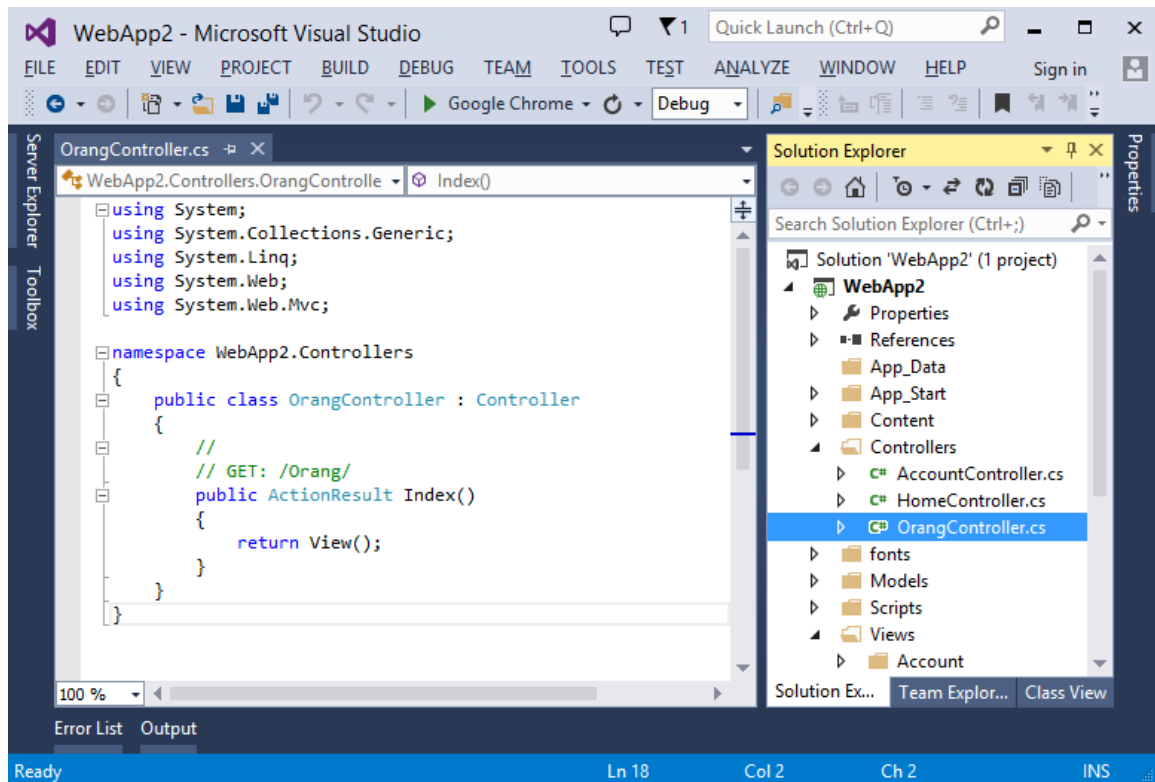 WebApp2 - Microsoft Visual Studio
1
Quick Launch (Ctrl+Q)
FILE EDIT VIEW PROJECT BUILD DEBUG TEAM TOOLS TEST ANALYZE WINDOW HELP Sign in
Google Chrome Debug
Server Explorer
Toolbox
OrangController.cs
WebApp2.Controllers.OrangControlle Index()
using System;
using System.Collections.Generic;
using System.Linq;
using System.Web;
using System.Web.Mvc;
namespace WebApp2.Controllers
{
public class OrangController : Controller
{
//
// GET: /Orang/
public ActionResult Index()
{
return View();
}
}
}
100 %
Solution Explorer
Search Solution Explorer (Ctrl+;)
Solution 'WebApp2' (1 project)
WebApp2
Properties
References
App_Data
App_Start
Content
Controllers
C# AccountController.cs
C# HomeController.cs
C# OrangController.cs
fonts
Models
Scripts
Views
Account
Solution Ex... Team Explor... Class View
Properties
Error List Output
Ready Ln 18 Col 2 Ch 2 INS